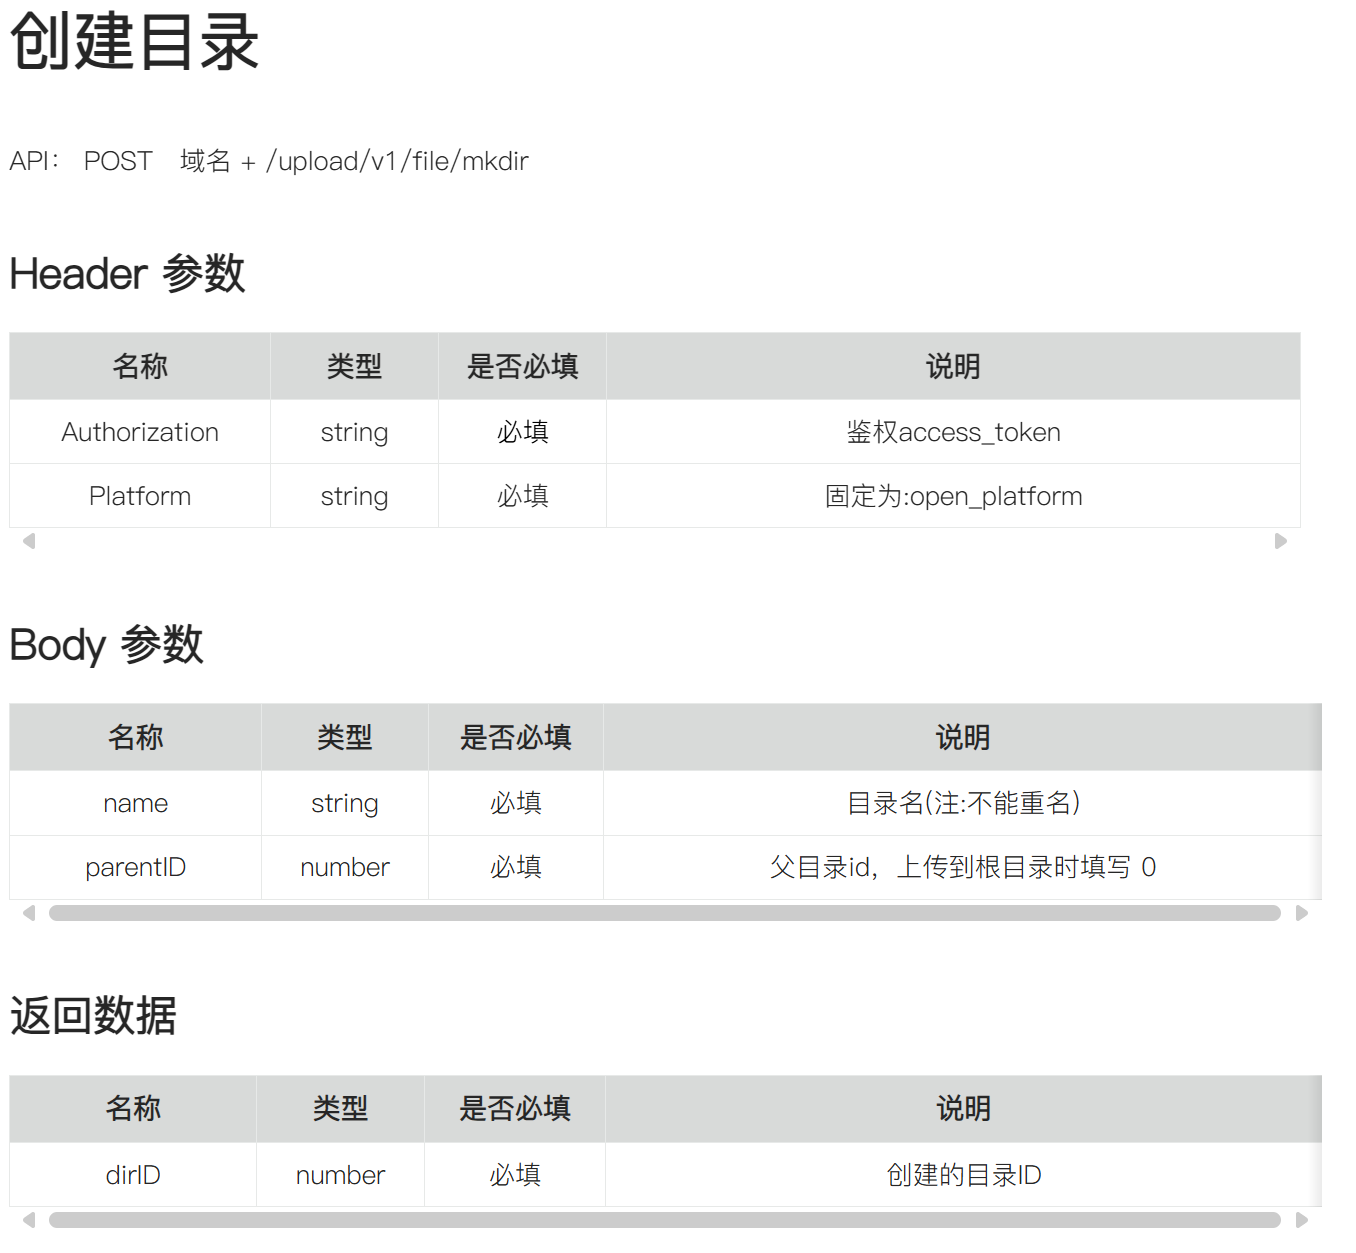 创建目录
API： POST 域名 + /upload/v1/file/mkdir
Header 参数
名称 类型 是否必填 说明
Authorization string 必填 鉴权access_token
Platform string 必填 固定为:open_platform
Body 参数
名称 类型 是否必填 说明
name string 必填 目录名(注:不能重名)
parentID number 必填 父目录id，上传到根目录时填写 0
返回数据
名称 类型 是否必填 说明
dirID number 必填 创建的目录ID